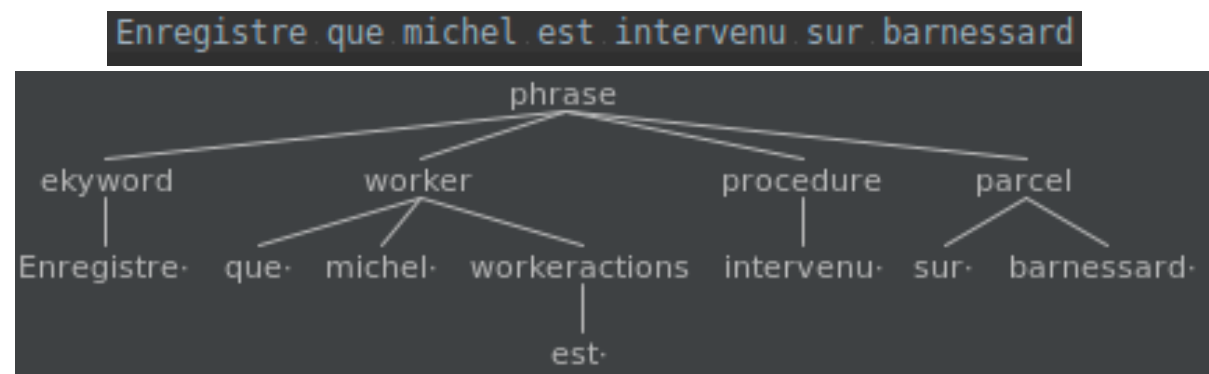 Enregistre que michel est intervenu sur barnessard
phrase
ekyword worker procedure parcel
Enregistre· que· michel· workeractions intervenu· sur· barnessard·
est·